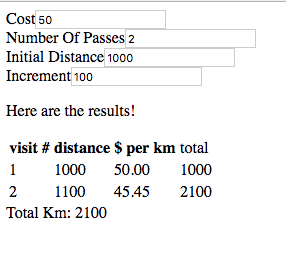 Cost 50
Number Of Passes 2
Initial Distance 1000
Increment 100
Here are the results!
visit # distance $ per km total
1 1000 50.00 1000
2 1100 45.45 2100
Total Km: 2100